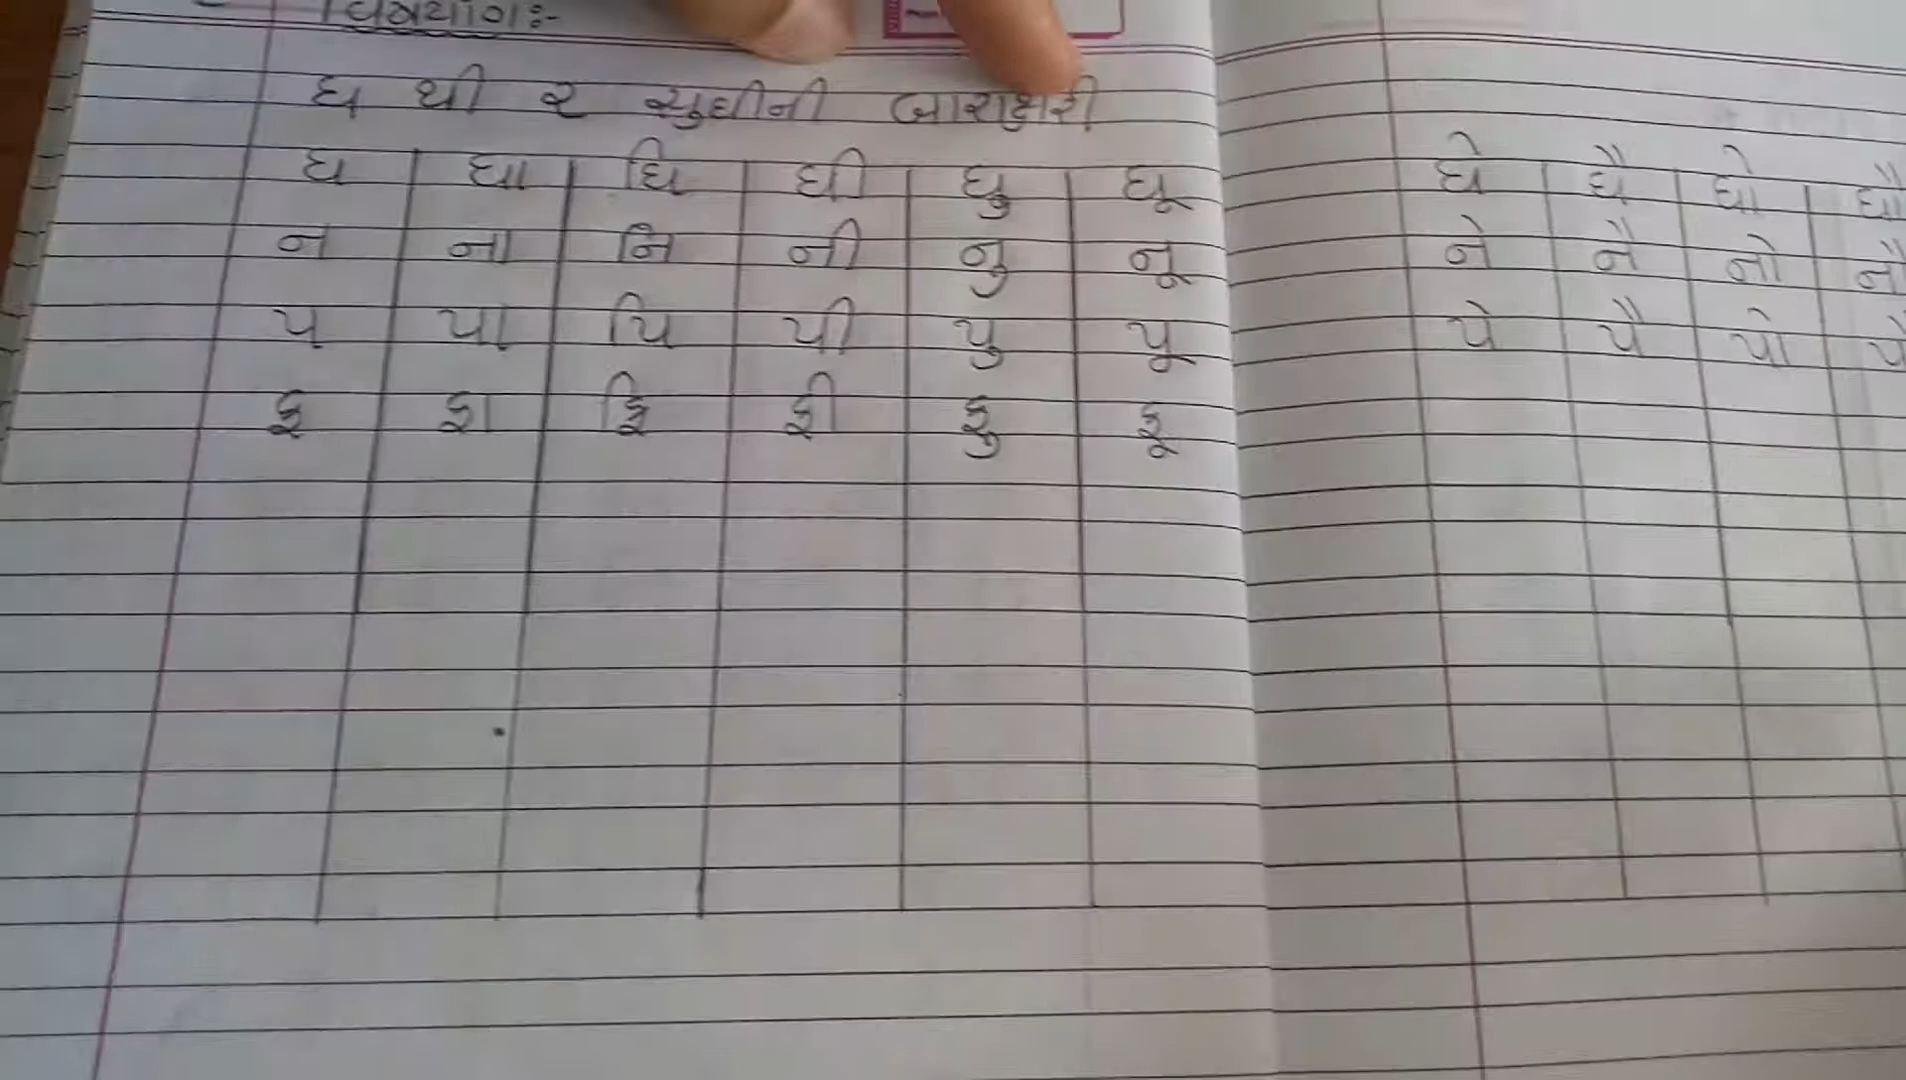 ધ થી ર સુધીની બારાક્ષરી
ધ ધા ધિ ધી ધુ ધૂ ધે ધૈ ધો ધૌ
ન ના નિ ની નુ નૂ ને નૈ નો નૌ
પ પા પિ પી પુ પૂ પે પૈ પો પૌ
ફ ફા ફિ ફી ફુ ફૂ